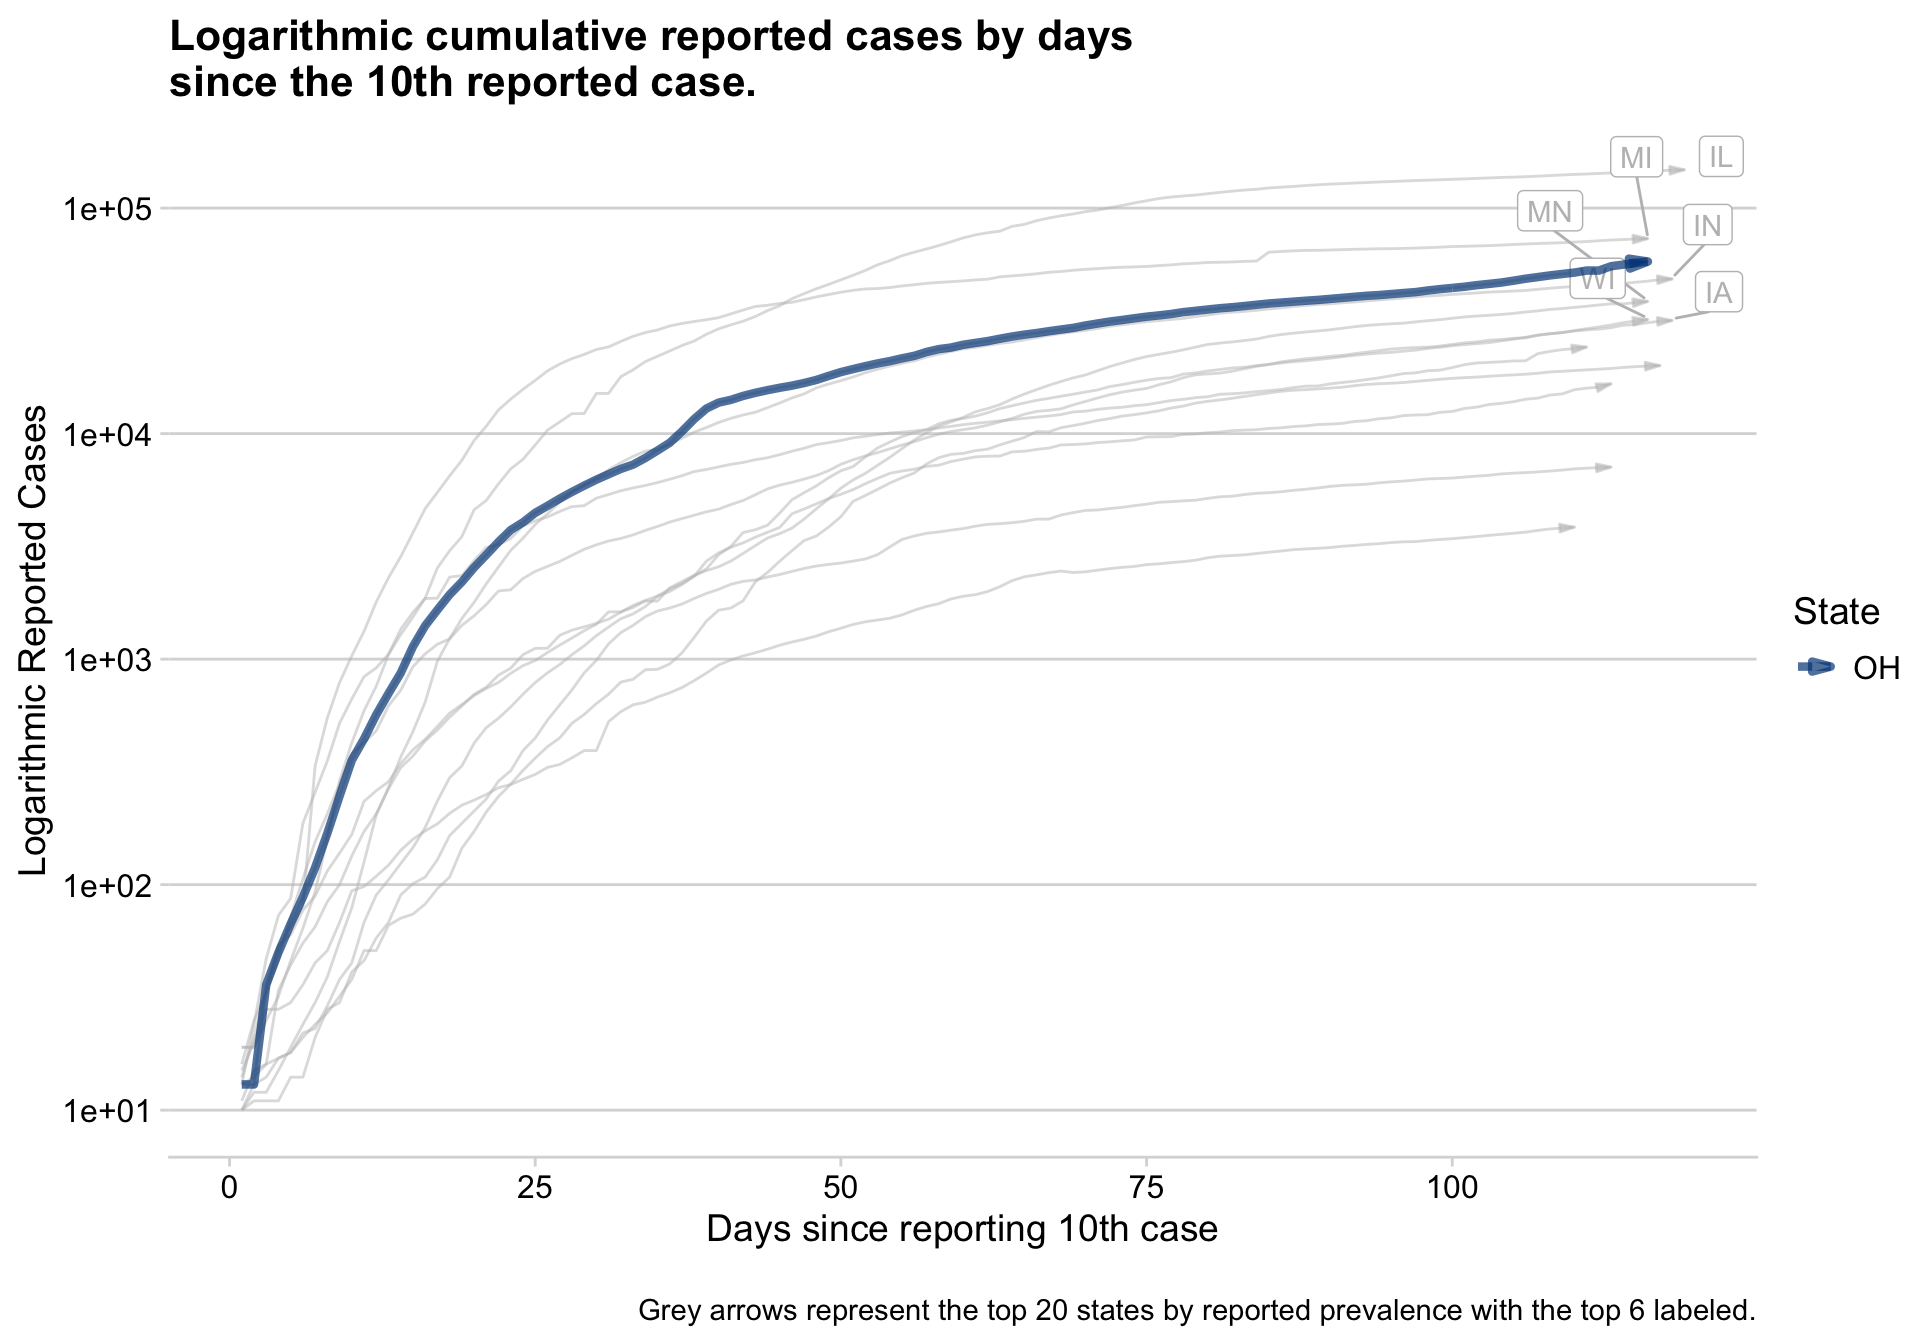 Logarithmic cumulative reported cases by days
since the 10th reported case.
Logarithmic Reported Cases
1e+05
1e+04
1e+03
1e+02
1e+01
MI
IL
MN
IN
WI
IA
State
OH
0
25
50
75
100
Days since reporting 10th case
Grey arrows represent the top 20 states by reported prevalence with the top 6 labeled.